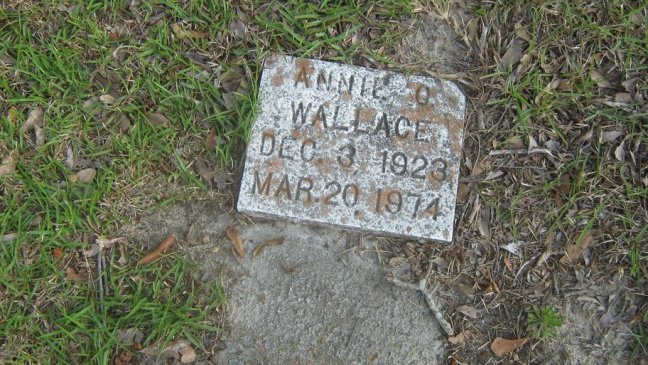 ANNIE O.
WALLACE
DEC. 3, 1923
MAR. 20, 1974